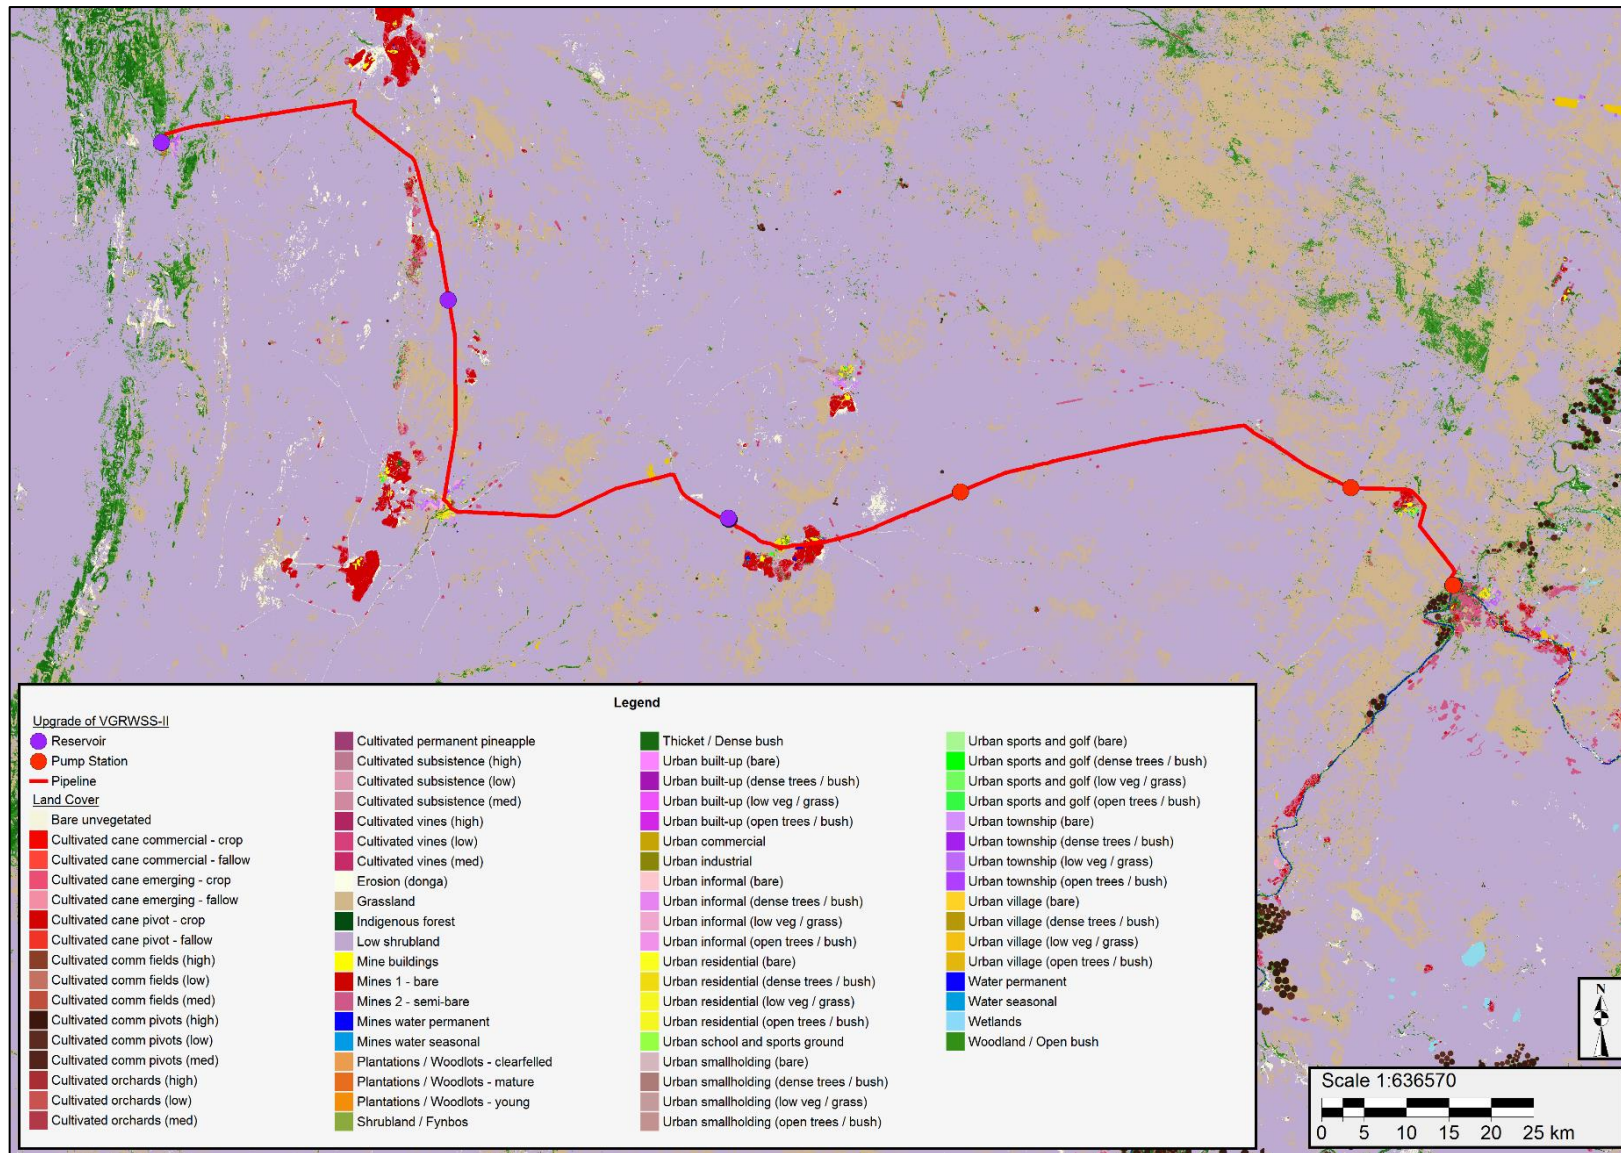 Legend
Upgrade of VGRWSS-II
Reservoir
Pump Station
Pipeline
Land Cover
Bare unvegetated
Cultivated cane commercial - crop
Cultivated cane commercial - fallow
Cultivated cane emerging - crop
Cultivated cane emerging - fallow
Cultivated cane pivot - crop
Cultivated cane pivot - fallow
Cultivated comm fields (high)
Cultivated comm fields (low)
Cultivated comm fields (med)
Cultivated comm pivots (high)
Cultivated comm pivots (low)
Cultivated comm pivots (med)
Cultivated orchards (high)
Cultivated orchards (low)
Cultivated orchards (med)
Cultivated permanent pineapple
Cultivated subsistence (high)
Cultivated subsistence (low)
Cultivated subsistence (med)
Cultivated vines (high)
Cultivated vines (low)
Cultivated vines (med)
Erosion (donga)
Grassland
Indigenous forest
Low shrubland
Mine buildings
Mines 1 - bare
Mines 2 - semi-bare
Mines water permanent
Mines water seasonal
Plantations / Woodlots - clearfelled
Plantations / Woodlots - mature
Plantations / Woodlots - young
Shrubland / Fynbos
Thicket / Dense bush
Urban built-up (bare)
Urban built-up (dense trees / bush)
Urban built-up (low veg / grass)
Urban built-up (open trees / bush)
Urban commercial
Urban industrial
Urban informal (bare)
Urban informal (dense trees / bush)
Urban informal (low veg / grass)
Urban informal (open trees / bush)
Urban residential (bare)
Urban residential (dense trees / bush)
Urban residential (low veg / grass)
Urban residential (open trees / bush)
Urban school and sports ground
Urban smallholding (bare)
Urban smallholding (dense trees / bush)
Urban smallholding (low veg / grass)
Urban smallholding (open trees / bush)
Urban sports and golf (bare)
Urban sports and golf (dense trees / bush)
Urban sports and golf (low veg / grass)
Urban sports and golf (open trees / bush)
Urban township (bare)
Urban township (dense trees / bush)
Urban township (low veg / grass)
Urban township (open trees / bush)
Urban village (bare)
Urban village (dense trees / bush)
Urban village (low veg / grass)
Urban village (open trees / bush)
Water permanent
Water seasonal
Wetlands
Woodland / Open bush
N
Scale 1:636570
0 5 10 15 20 25 km